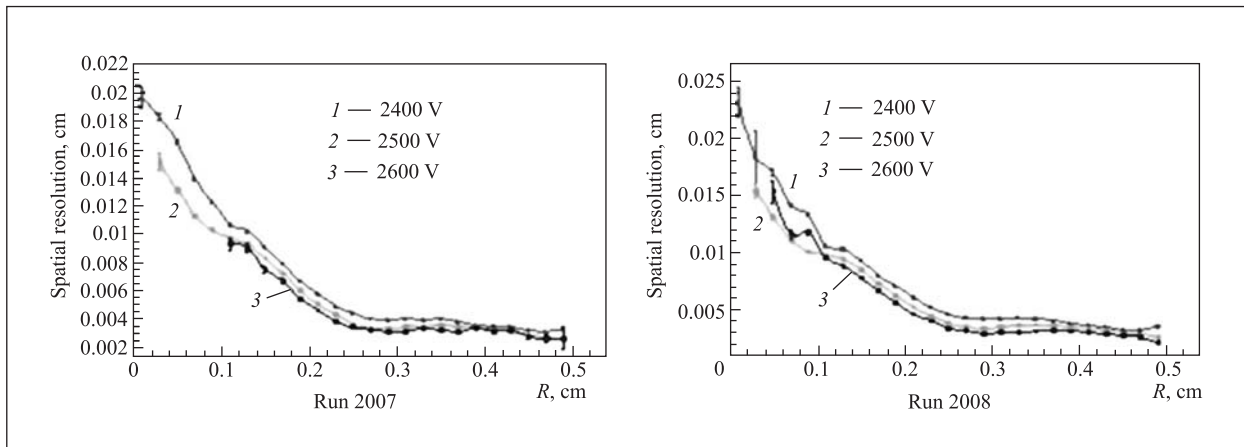 Spatial resolution, cm
0.022
0.02
0.018
0.016
0.014
0.012
0.01
0.008
0.006
0.004
0.002
0 0.1 0.2 0.3 0.4 0.5
R, cm
Run 2007
1 — 2400 V
2 — 2500 V
3 — 2600 V
1
2
3
Spatial resolution, cm
0.025
0.02
0.015
0.01
0.005
0 0.1 0.2 0.3 0.4 0.5
R, cm
Run 2008
1 — 2400 V
2 — 2500 V
3 — 2600 V
1
2
3